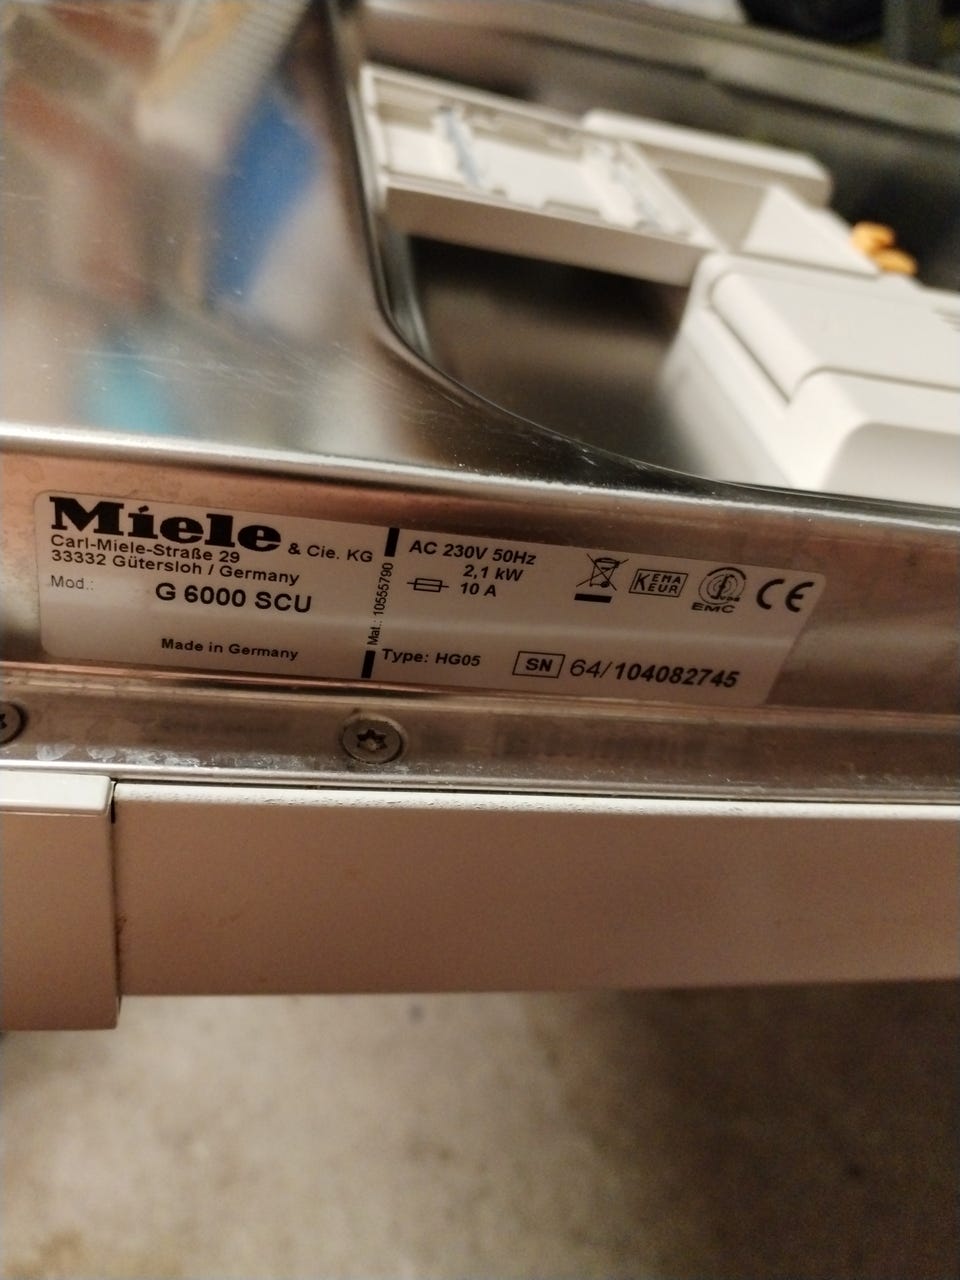 Miele & Cie. KG
Carl-Miele-Straße 29
33332 Gütersloh / Germany
Mod.: G 6000 SCU
Made in Germany
Mat.: 10555790
AC 230V 50Hz
2,1 kW
10 A
KEMA
KEUR
EMC
CE
Type: HG05
SN 64/104082745